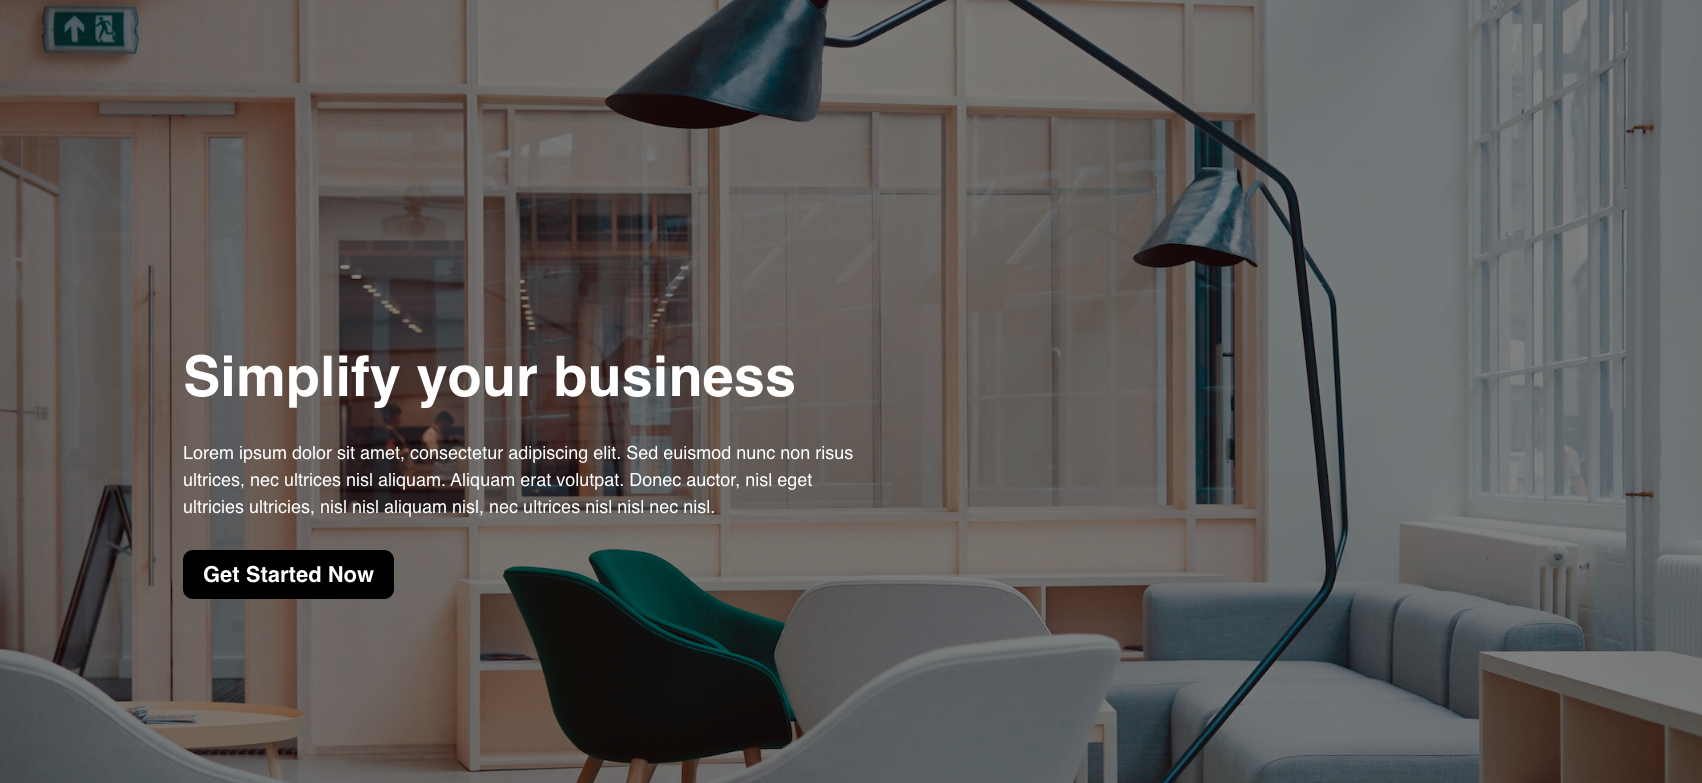 Simplify your business
Lorem ipsum dolor sit amet, consectetur adipiscing elit. Sed euismod nunc non risus
ultrices, nec ultrices nisl aliquam. Aliquam erat volutpat. Donec auctor, nisl eget
ultricies ultricies, nisl nisl aliquam nisl, nec ultrices nisl nisl nec nisl.
Get Started Now